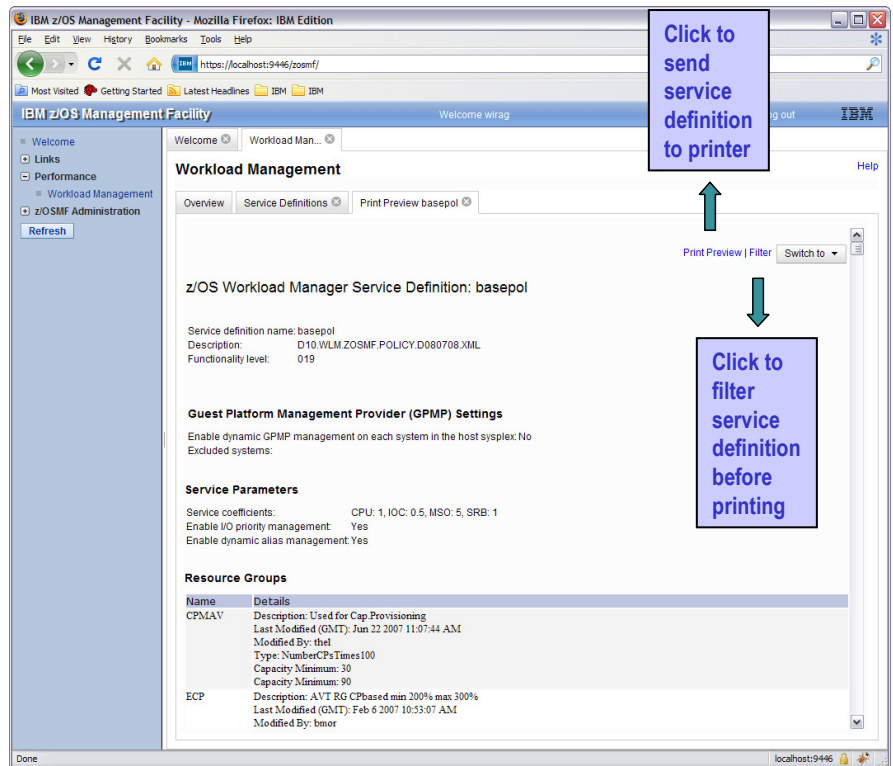 IBM z/OS Management Facility - Mozilla Firefox: IBM Edition
File Edit View History Bookmarks Tools Help
IBM https://localhost:9446/zosmf/
Most Visited Getting Started Latest Headlines IBM IBM
IBM z/OS Management Facility Welcome wirag g out IBM
Click to
send
service
definition
to printer
Welcome
Links
Performance
Workload Management
z/OSMF Administration
Refresh
Welcome Workload Man...
Workload Management Help
Overview Service Definitions Print Preview basepol
Print Preview | Filter Switch to
z/OS Workload Manager Service Definition: basepol
Service definition name: basepol
Description: D10.WLM.ZOSMF.POLICY.D080708.XML
Functionality level: 019
Click to
filter
service
definition
before
printing
Guest Platform Management Provider (GPMP) Settings
Enable dynamic GPMP management on each system in the host sysplex: No
Excluded systems:
Service Parameters
Service coefficients: CPU: 1, IOC: 0.5, MSO: 5, SRB: 1
Enable I/O priority management: Yes
Enable dynamic alias management: Yes
Resource Groups
Name Details
CPMAV Description: Used for Cap.Provisioning
Last Modified (GMT): Jun 22 2007 11:07:44 AM
Modified By: thel
Type: NumberCPsTimes100
Capacity Minimum: 30
Capacity Minimum: 90
ECP Description: AVT RG CPbased min 200% max 300%
Last Modified (GMT): Feb 6 2007 10:53:07 AM
Modified By: bmor
Done localhost:9446